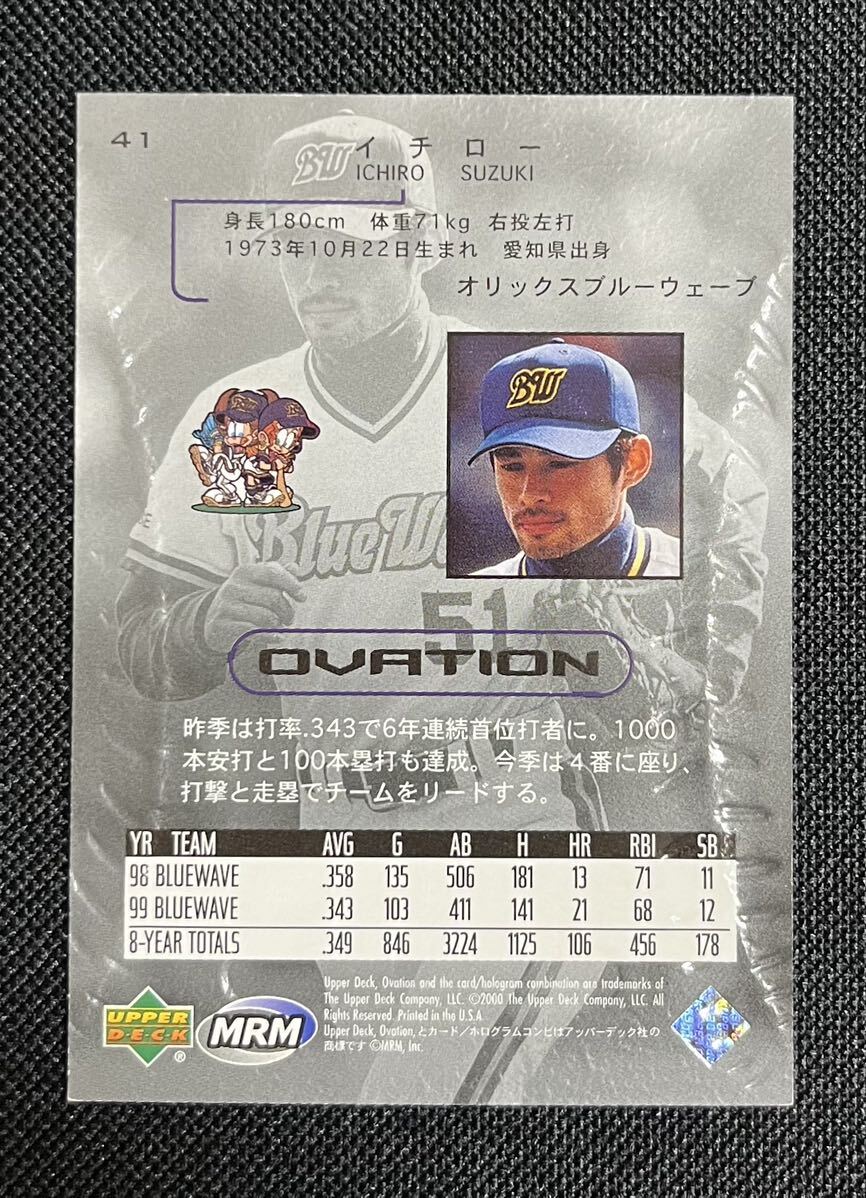 41
BW イチロー
ICHIRO SUZUKI
身長180cm 体重71kg 右投左打
1973年10月22日生まれ 愛知県出身
オリックスブルーウェーブ
BW
Blue W
51
OVATION
昨季は打率.343で6年連続首位打者に。1000
本安打と100本塁打も達成。今季は4番に座り、
打撃と走塁でチームをリードする。
YR TEAM AVG G AB H HR RBI SB
98 BLUEWAVE .358 135 506 181 13 71 11
99 BLUEWAVE .343 103 411 141 21 68 12
8-YEAR TOTALS .349 846 3224 1125 106 456 178
Upper Deck, Ovation and the card/hologram combination are trademarks of
The Upper Deck Company, LLC. ©2000 The Upper Deck Company, LLC. All
Rights Reserved. Printed in the U.S.A.
Upper Deck, Ovation,とカード/ホログラムコンビはアッパーデック社の
商標です ©MRM, Inc.
UPPER
DECK
®
MRM